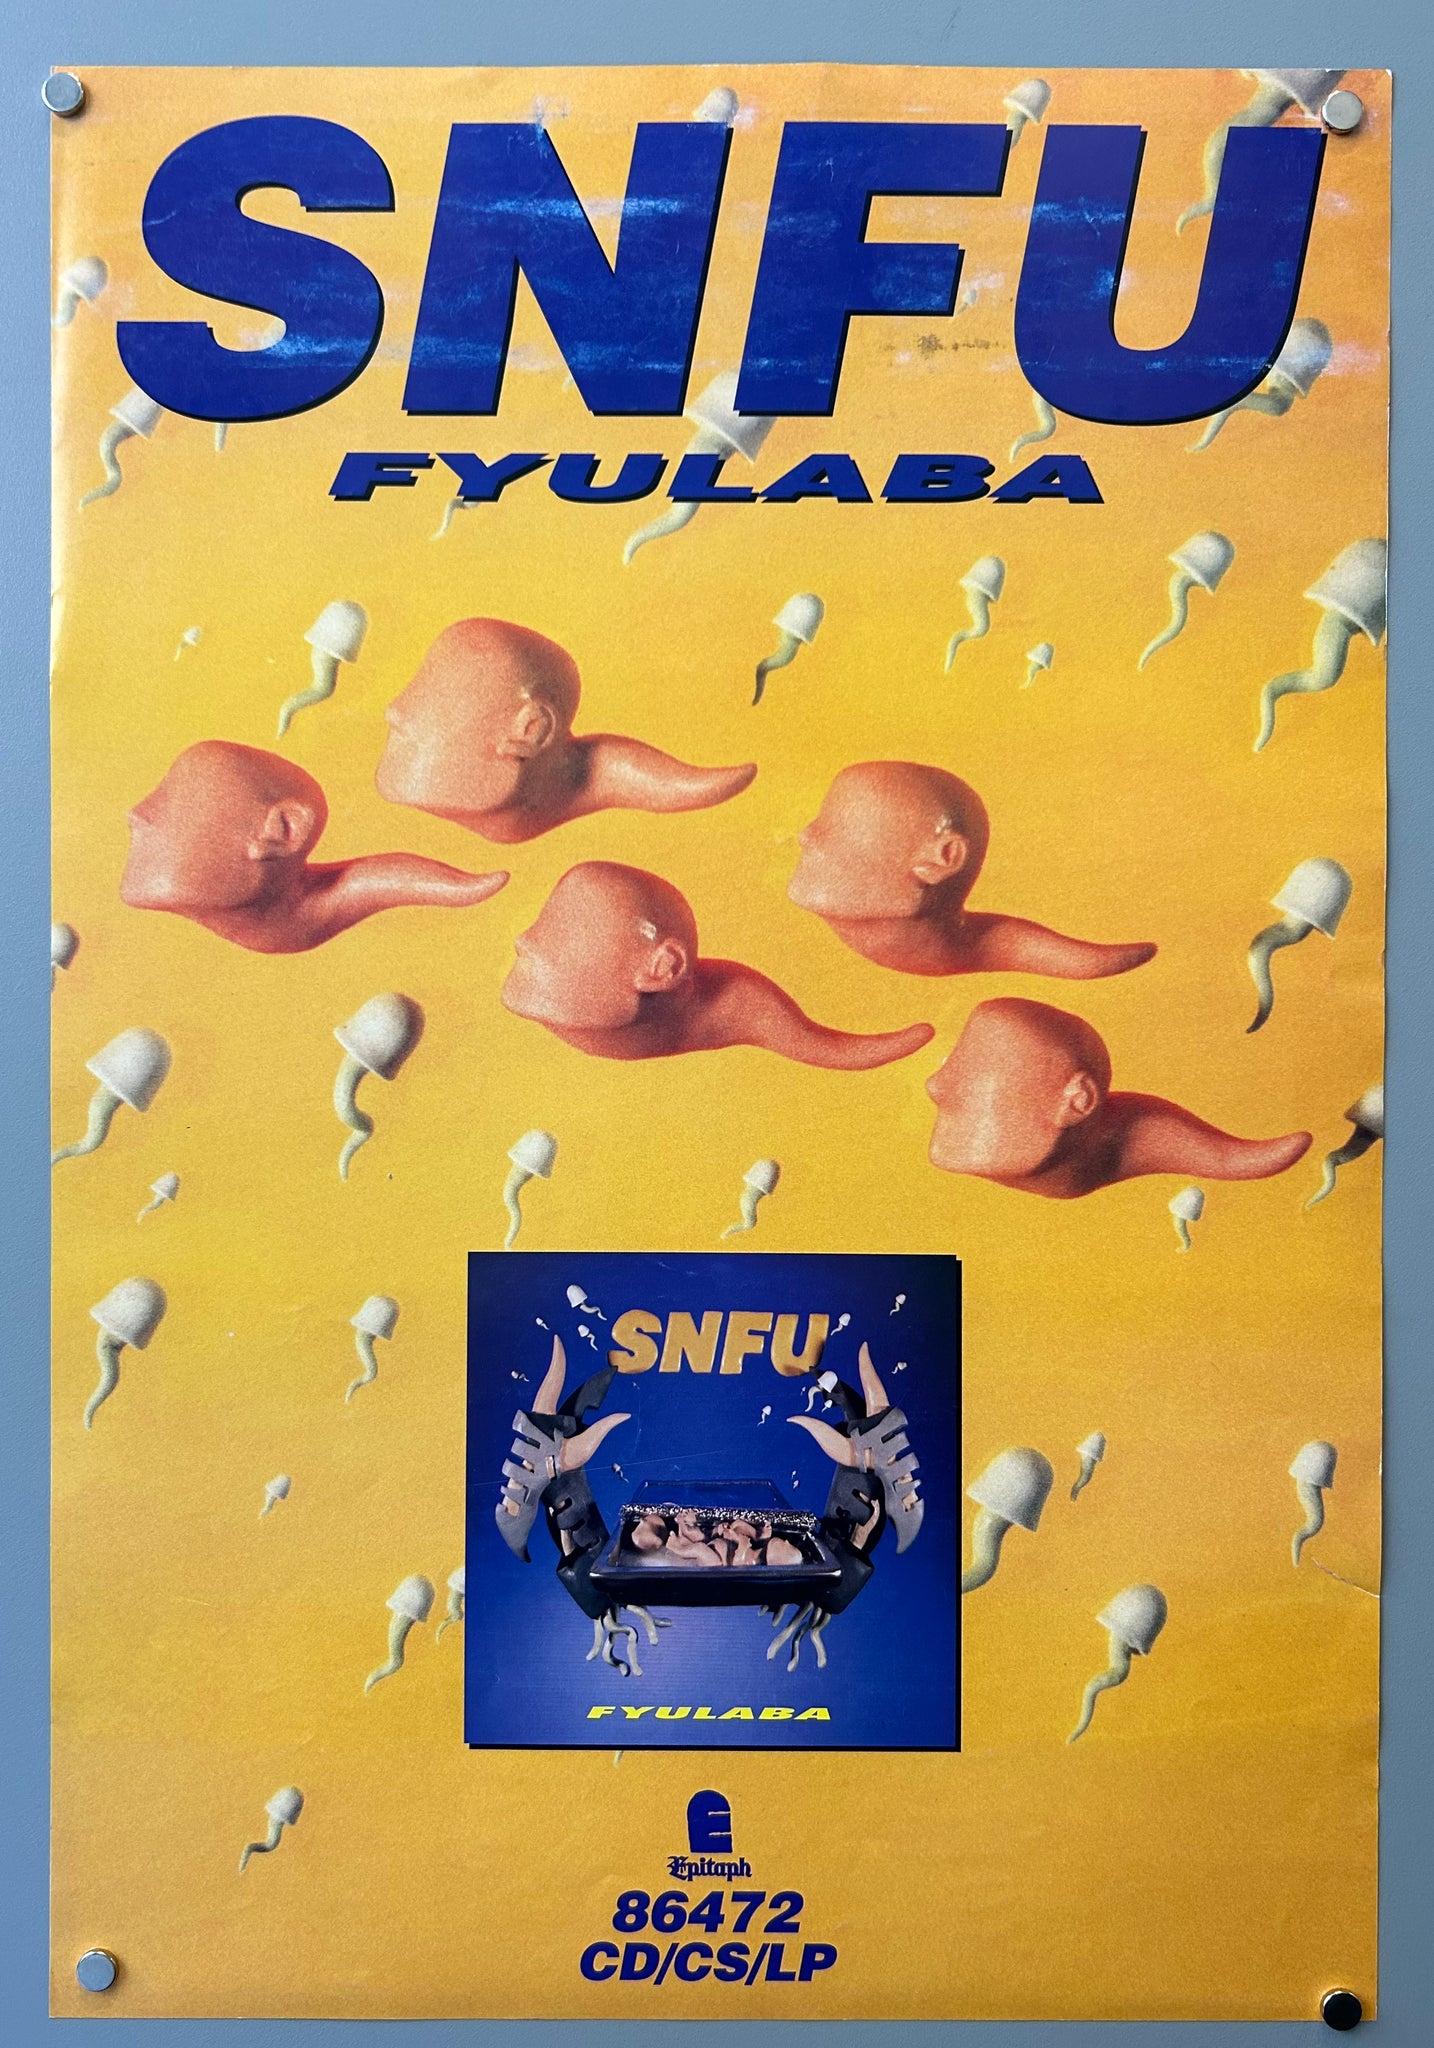 SNFU
FYULABA
SNFU
FYULABA
Epitaph
86472
CD/CS/LP